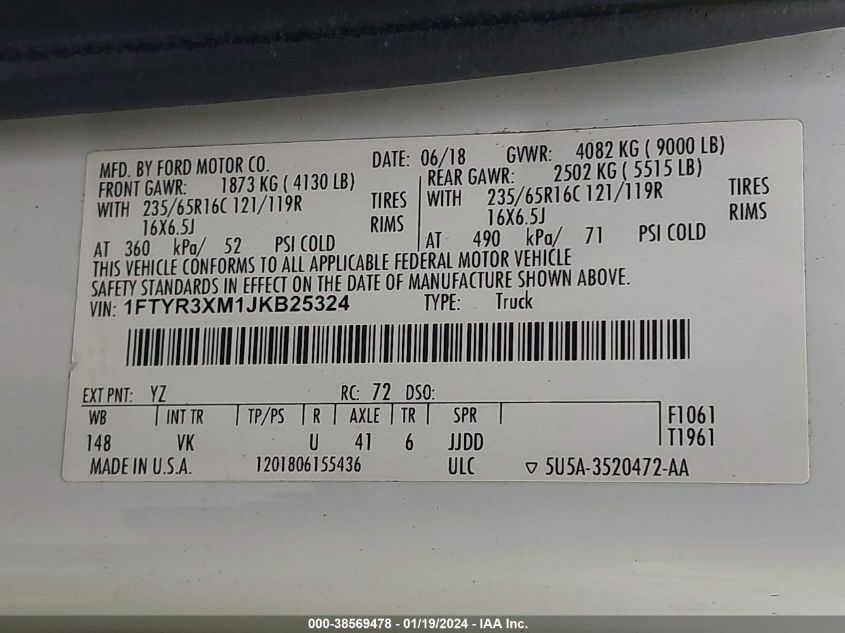 MFD. BY FORD MOTOR CO. DATE: 06/18 GVWR: 4082 KG ( 9000 LB)
FRONT GAWR: 1873 KG ( 4130 LB) REAR GAWR: 2502 KG ( 5515 LB)
WITH 235/65R16C 121/119R TIRES WITH 235/65R16C 121/119R TIRES
16X6.5J RIMS 16X6.5J RIMS
AT 360 kPa/ 52 PSI COLD AT 490 kPa/ 71 PSI COLD
THIS VEHICLE CONFORMS TO ALL APPLICABLE FEDERAL MOTOR VEHICLE
SAFETY STANDARDS IN EFFECT ON THE DATE OF MANUFACTURE SHOWN ABOVE.
VIN: 1FTYR3XM1JKB25324 TYPE: Truck
EXT PNT: YZ RC: 72 DSO:
WB INT TR TP/PS R AXLE TR SPR F1061
148 VK U 41 6 JJDD T1961
MADE IN U.S.A. 1201806155436 ULC ▽ 5U5A-3520472-AA
000-38569478 - 01/19/2024 - IAA Inc.